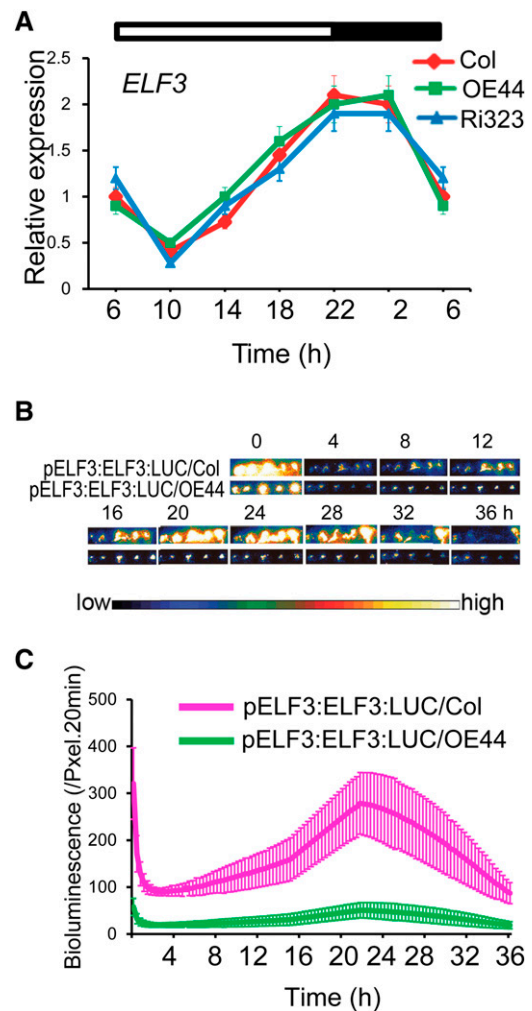 A
ELF3
Col
OE44
Ri323
Relative expression
2.5
2
1.5
1
0.5
0
6 10 14 18 22 2 6
Time (h)
B
0 4 8 12
pELF3:ELF3:LUC/Col
pELF3:ELF3:LUC/OE44
16 20 24 28 32 36 h
low high
C
Bioluminescence (/Pxel.20min)
500
400
300
200
100
0
pELF3:ELF3:LUC/Col
pELF3:ELF3:LUC/OE44
4 8 12 16 20 22 24 28 32 36
Time (h)